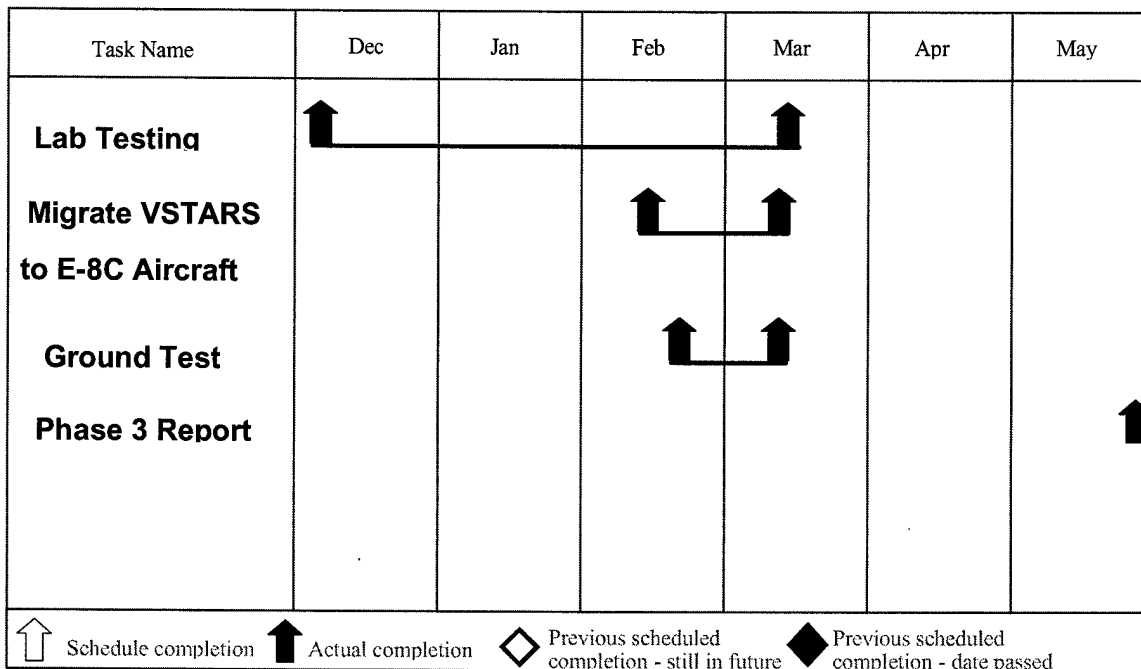 Task Name Dec Jan Feb Mar Apr May
Lab Testing
Migrate VSTARS
to E-8C Aircraft
Ground Test
Phase 3 Report
Schedule completion Actual completion Previous scheduled completion - still in future Previous scheduled completion - date passed